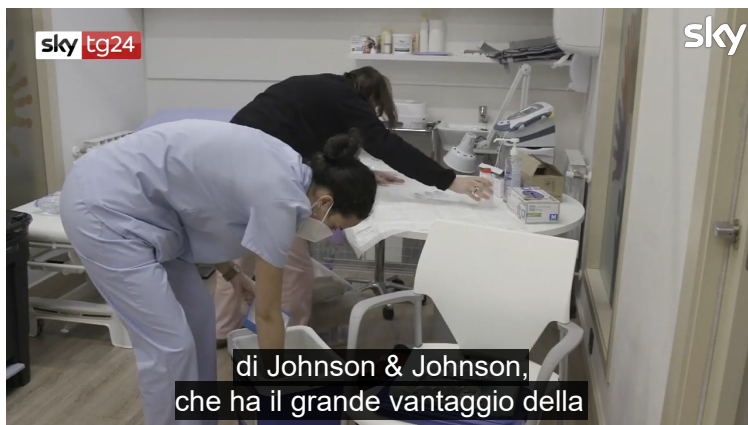 sky tg24
sky
di Johnson & Johnson,
che ha il grande vantaggio della
M